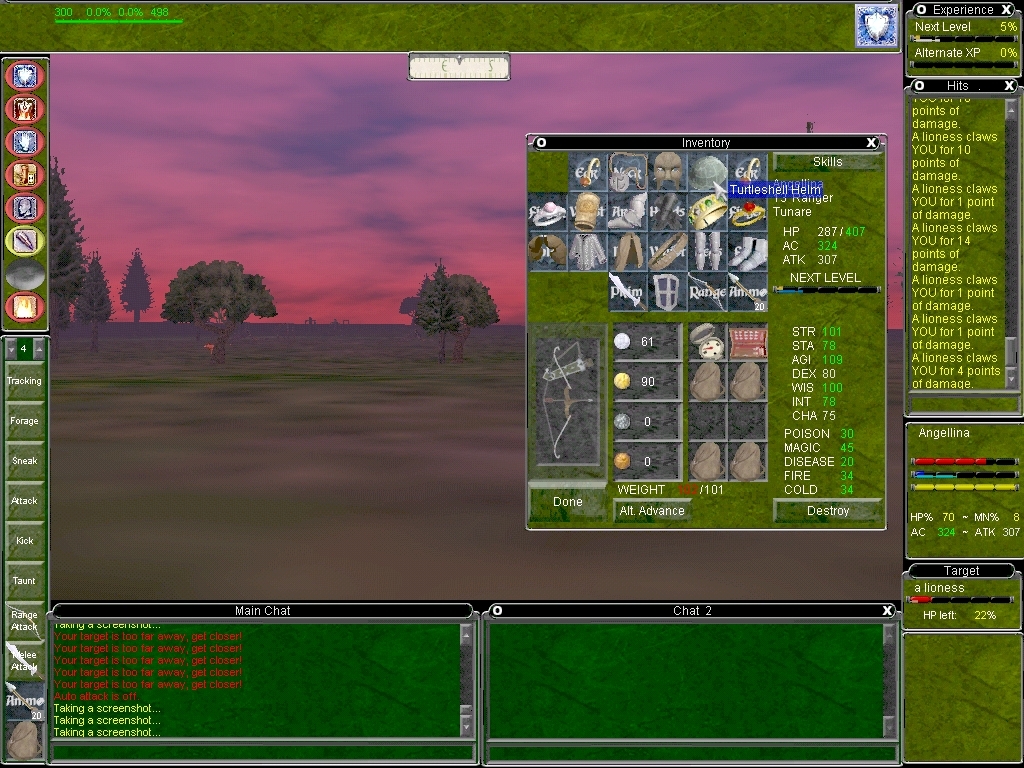 300 0.0% 0.0% 498
Experience X
Next Level 5%
Alternate XP 0%
Hits X
points of
damage.
A lioness claws
YOU for 10
points of
damage.
A lioness claws
YOU for 1 point
of damage.
A lioness claws
YOU for 14
points of
damage.
A lioness claws
YOU for 1 point
of damage.
A lioness claws
YOU for 1 point
of damage.
A lioness claws
YOU for 4 points
of damage.
Inventory X
Skills
Turtleshell Helm
Angellina
Ranger
Tunare
HP 287/407
AC 324
ATK 307
NEXT LEVEL
Ear
Neck
Ear
Prim
Range
Ammo
20
61
90
0
0
STR 101
STA 78
AGI 109
DEX 80
WIS 100
INT 78
CHA 75
POISON 30
MAGIC 45
DISEASE 20
FIRE 34
COLD 34
WEIGHT /101
Done
Alt. Advance
Destroy
4
Tracking
Forage
Sneak
Attack
Kick
Taunt
Range
Attack
Melee
Attack
Ammo
20
Angellina
HP% 70 ~ MN% 8
AC 324 ~ ATK 307
Target
a lioness
HP left: 22%
Main Chat
Taking a screenshot...
Your target is too far away, get closer!
Your target is too far away, get closer!
Your target is too far away, get closer!
Your target is too far away, get closer!
Your target is too far away, get closer!
Auto attack is off.
Taking a screenshot...
Taking a screenshot...
Taking a screenshot...
Chat 2 X